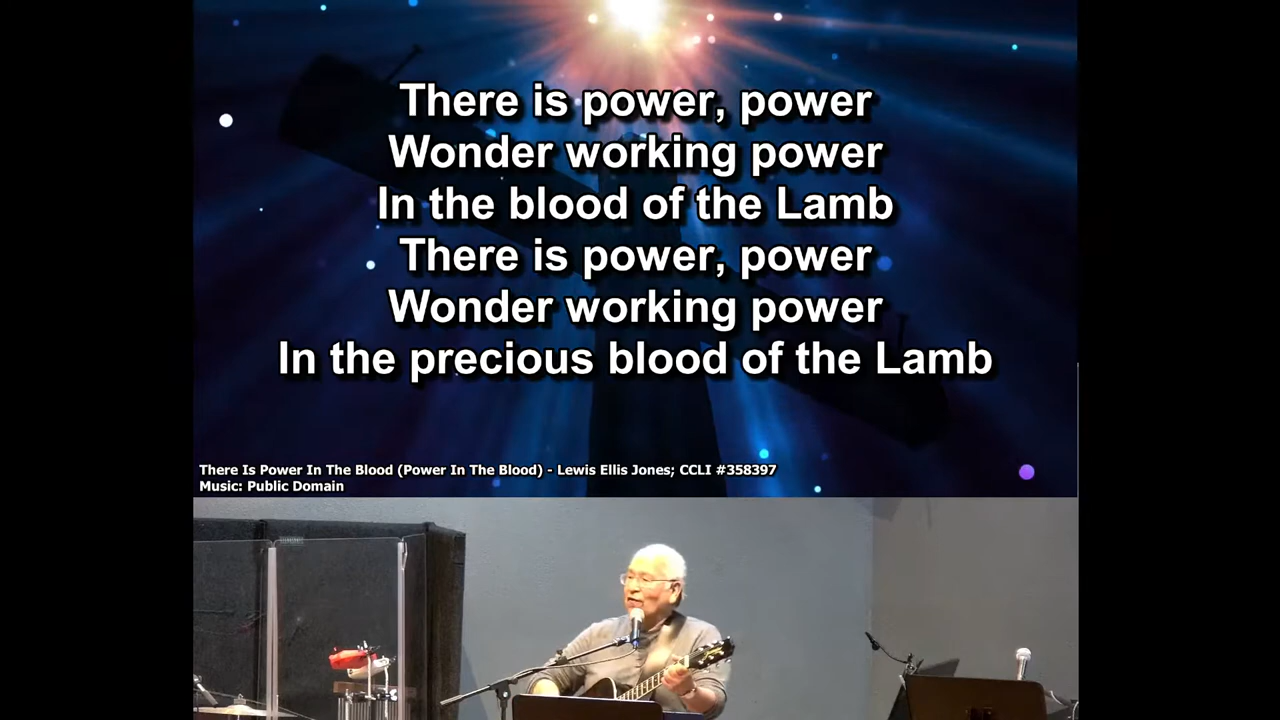 There is power, power
Wonder working power
In the blood of the Lamb
There is power, power
Wonder working power
In the precious blood of the Lamb
There Is Power In The Blood (Power In The Blood) - Lewis Ellis Jones; CCLI #358397
Music: Public Domain